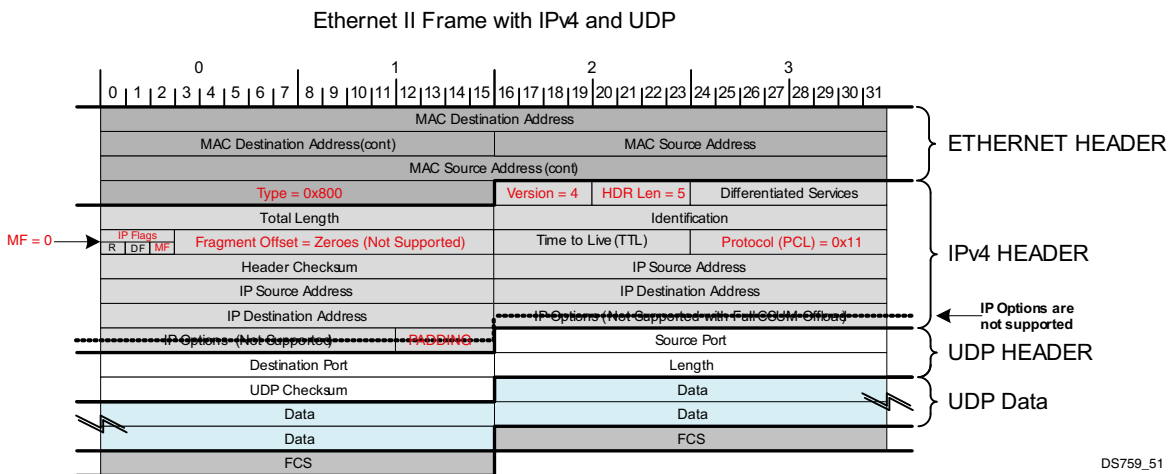 Ethernet II Frame with IPv4 and UDP
0 1 2 3
0 1 2 3 4 5 6 7 8 9 10 11 12 13 14 15 16 17 18 19 20 21 22 23 24 25 26 27 28 29 30 31
MAC Destination Address
MAC Destination Address(cont) MAC Source Address
ETHERNET HEADER
MAC Source Address (cont)
Type = 0x800 Version = 4 HDR Len = 5 Differentiated Services
Total Length Identification
IP Flags
MF = 0 R DF MF Fragment Offset = Zeroes (Not Supported) Time to Live (TTL) Protocol (PCL) = 0x11
IPv4 HEADER
Header Checksum IP Source Address
IP Source Address IP Destination Address
IP Destination Address IP Options (Not Supported with Full CSUM Offload)
IP Options are
not supported
IP Options (Not Supported) PADDING Source Port
UDP HEADER
Destination Port Length
UDP Checksum Data
UDP Data
Data Data
Data FCS
FCS
DS759_51